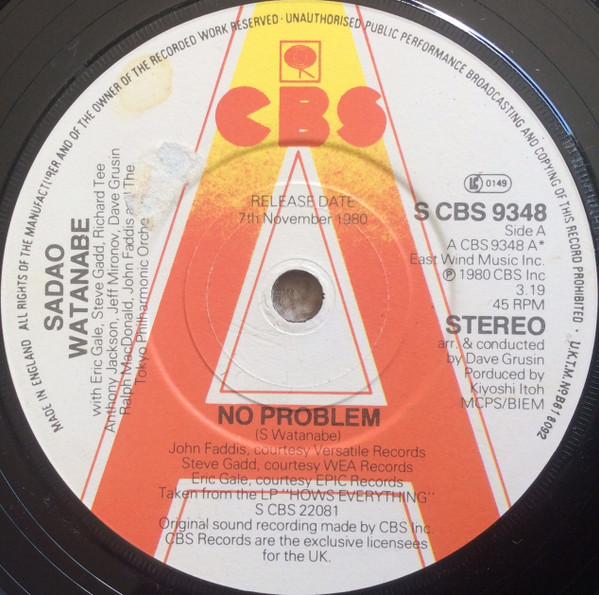 MADE IN ENGLAND ALL RIGHTS OF THE MANUFACTURER AND OF THE OWNER OF THE RECORDED WORK RESERVED · UNAUTHORISED PUBLIC PERFORMANCE BROADCASTING AND COPYING OF THIS RECORD PROHIBITED · U.K.T.M. Nº B816092
CBS
RELEASE DATE
7th November 1980
LC 0149
S CBS 9348
Side A
A CBS 9348 A*
East Wind Music Inc.
℗ 1980 CBS Inc
3.19
45 RPM
STEREO
arr. & conducted
by Dave Grusin
Produced by
Kiyoshi Itoh
MCPS/BIEM
SADAO
WATANABE
with Eric Gale, Steve Gadd, Richard Tee
Anthony Jackson, Jeff Mironov, Dave Grusin
Ralph MacDonald, John Faddis and The
Tokyo Philharmonic Orche
NO PROBLEM
(S Watanabe)
John Faddis, courtesy Versatile Records
Steve Gadd, courtesy WEA Records
Eric Gale, courtesy EPIC Records
Taken from the LP "HOWS EVERYTHING"
S CBS 22081
Original sound recording made by CBS Inc.
CBS Records are the exclusive licensees
for the UK.